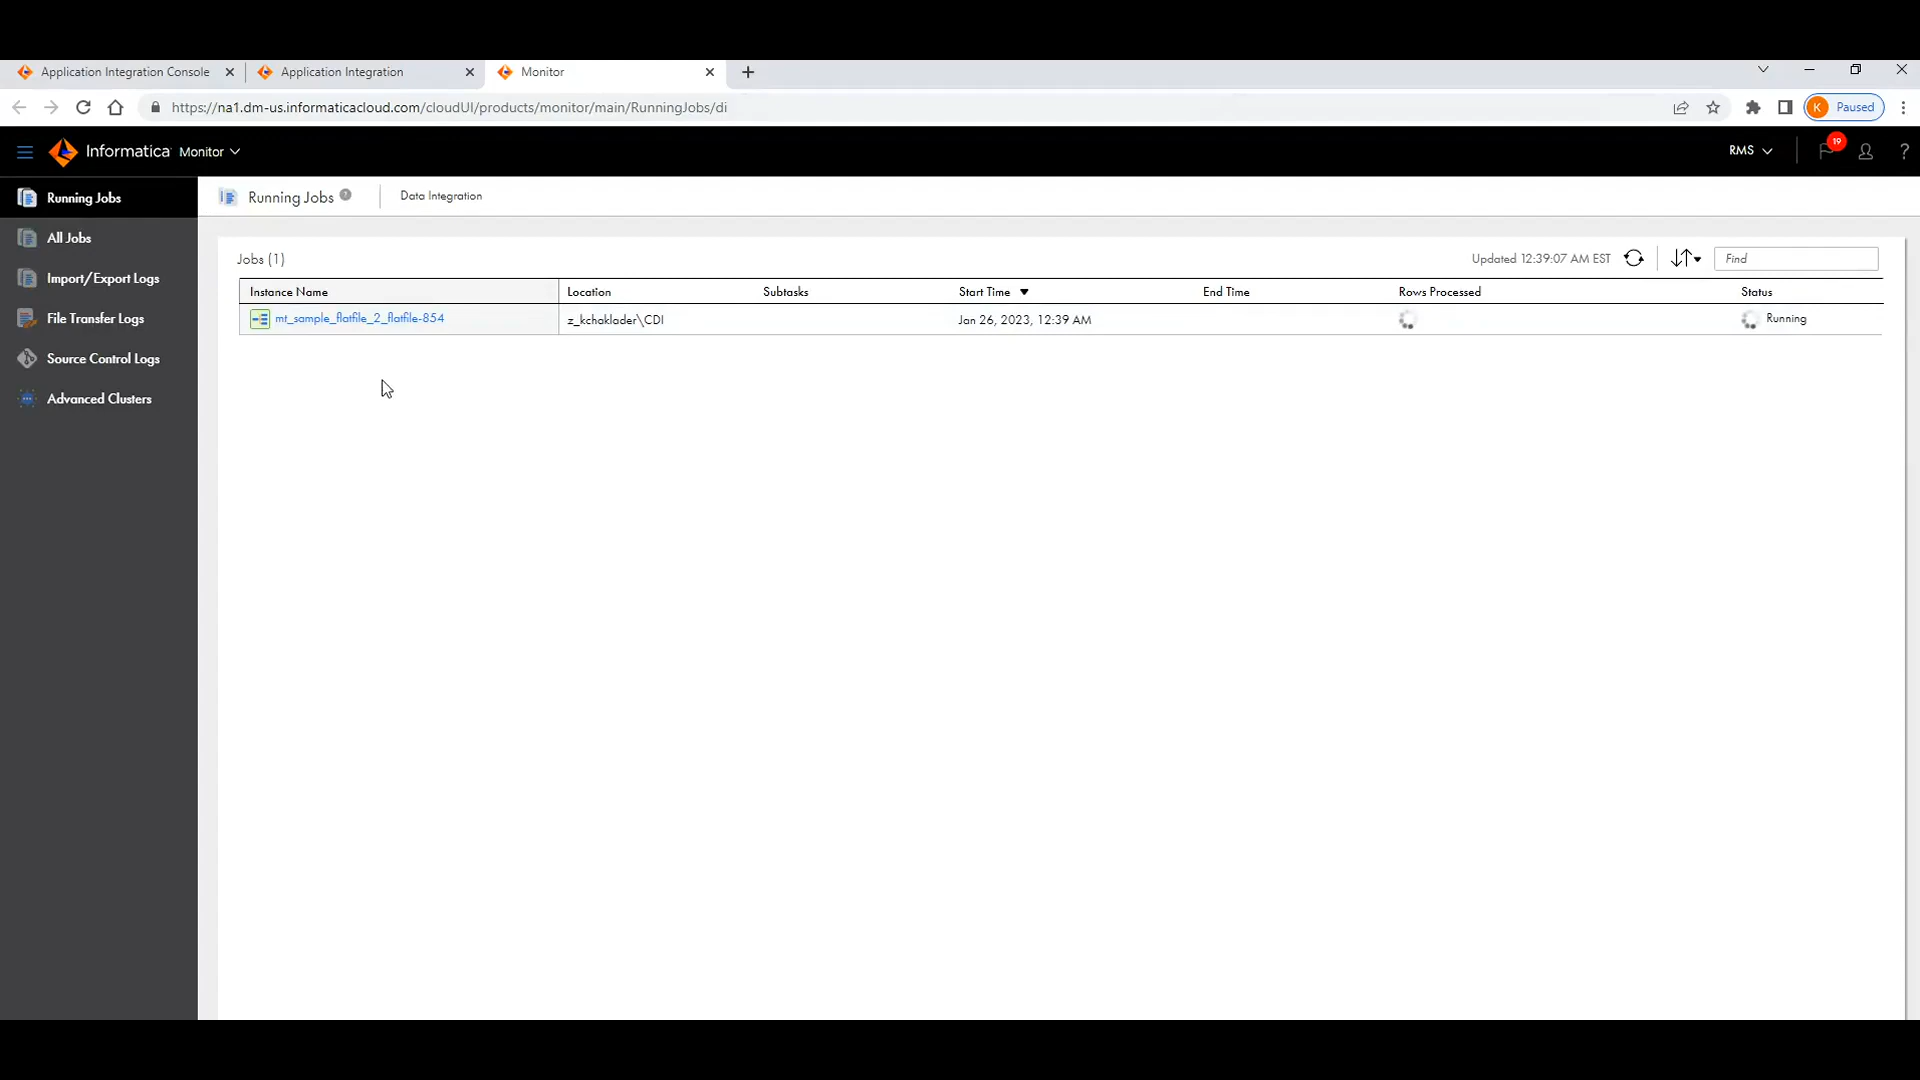 Application Integration Console
Application Integration
Monitor
https://na1.dm-us.informaticacloud.com/cloudUI/products/monitor/main/RunningJobs/di
K Paused
Informatica Monitor
RMS
19
?
Running Jobs
All Jobs
Import/Export Logs
File Transfer Logs
Source Control Logs
Advanced Clusters
Running Jobs ?
Data Integration
Jobs (1)
Updated 12:39:07 AM EST
Find
Instance Name Location Subtasks Start Time End Time Rows Processed Status
mt_sample_flatfile_2_flatfile-854 z_kchaklader\CDI Jan 26, 2023, 12:39 AM Running